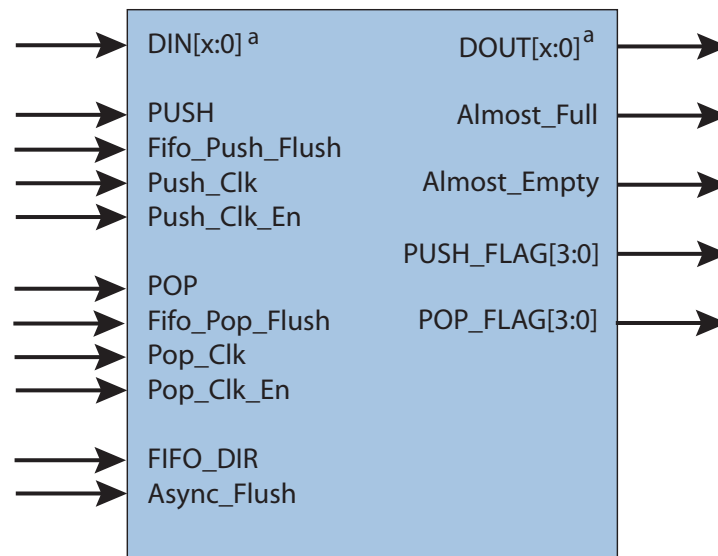 DIN[x:0] a
DOUT[x:0] a
PUSH
Almost_Full
Fifo_Push_Flush
Push_Clk
Almost_Empty
Push_Clk_En
PUSH_FLAG[3:0]
POP
Fifo_Pop_Flush
POP_FLAG[3:0]
Pop_Clk
Pop_Clk_En
FIFO_DIR
Async_Flush